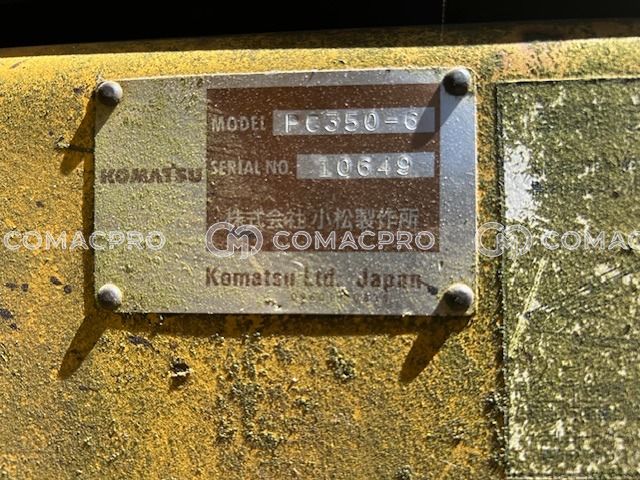 MODEL PC350-6
SERIAL NO. 10649
KOMATSU
株式会社 小松製作所
COMACPRO COMACPRO COMACPRO
Komatsu Ltd. Japan